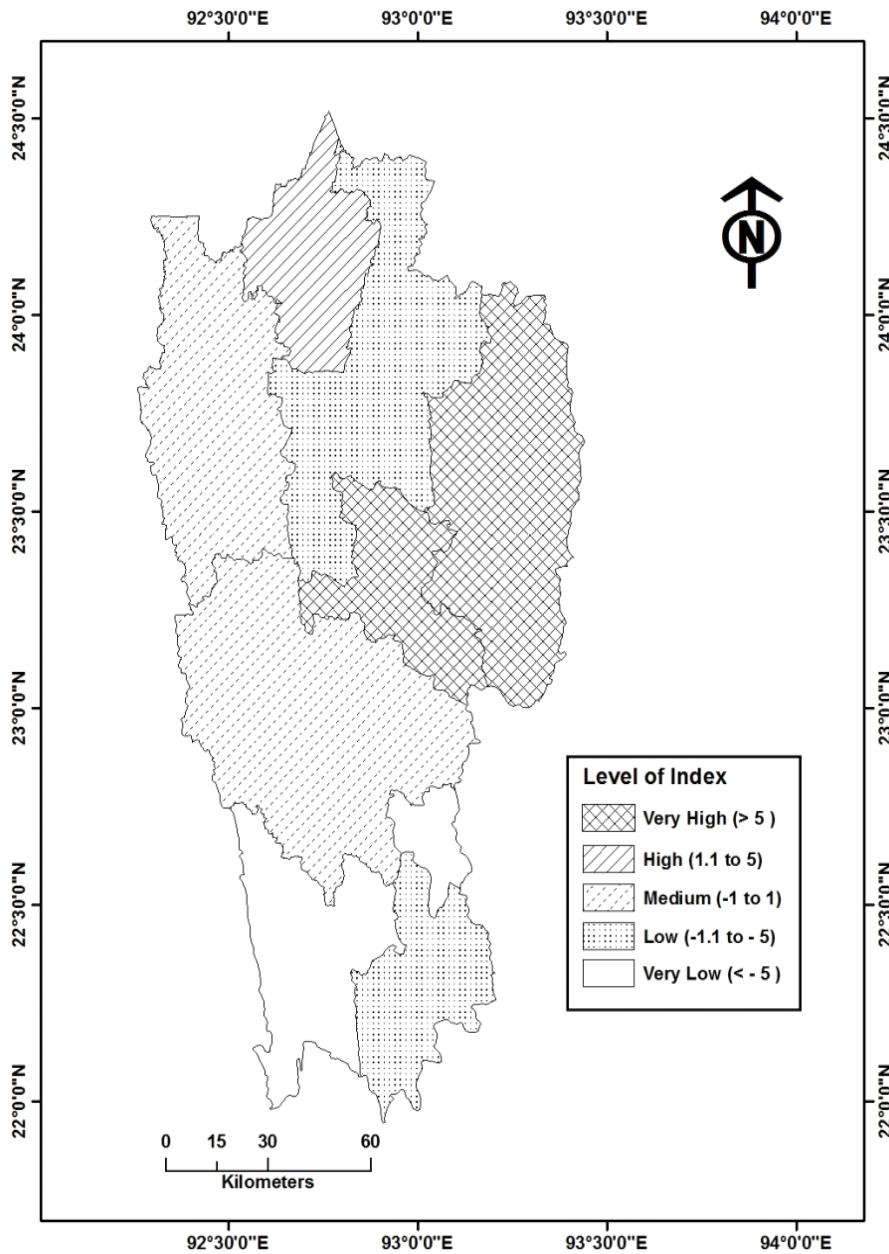 92°30'0"E 93°0'0"E 93°30'0"E 94°0'0"E
24°30'0"N 24°30'0"N
N
24°0'0"N 24°0'0"N
23°30'0"N 23°30'0"N
23°0'0"N 23°0'0"N
Level of Index
Very High (> 5 )
High (1.1 to 5)
Medium (-1 to 1)
Low (-1.1 to - 5)
Very Low (< - 5 )
22°30'0"N 22°30'0"N
22°0'0"N 22°0'0"N
0 15 30 60
Kilometers
92°30'0"E 93°0'0"E 93°30'0"E 94°0'0"E